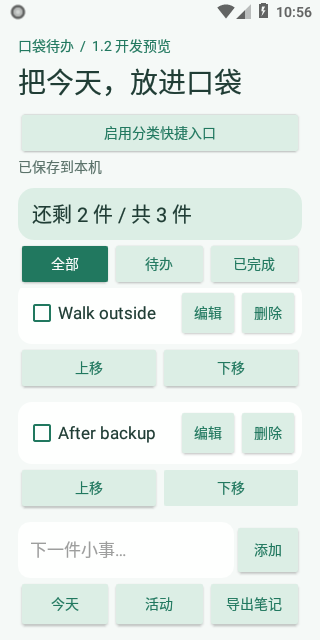 10:56
口袋待办 / 1.2 开发预览
把今天，放进口袋
启用分类快捷入口
已保存到本机
还剩 2 件 / 共 3 件
全部 待办 已完成
Walk outside 编辑 删除
上移 下移
After backup 编辑 删除
上移 下移
下一件小事… 添加
今天 活动 导出笔记